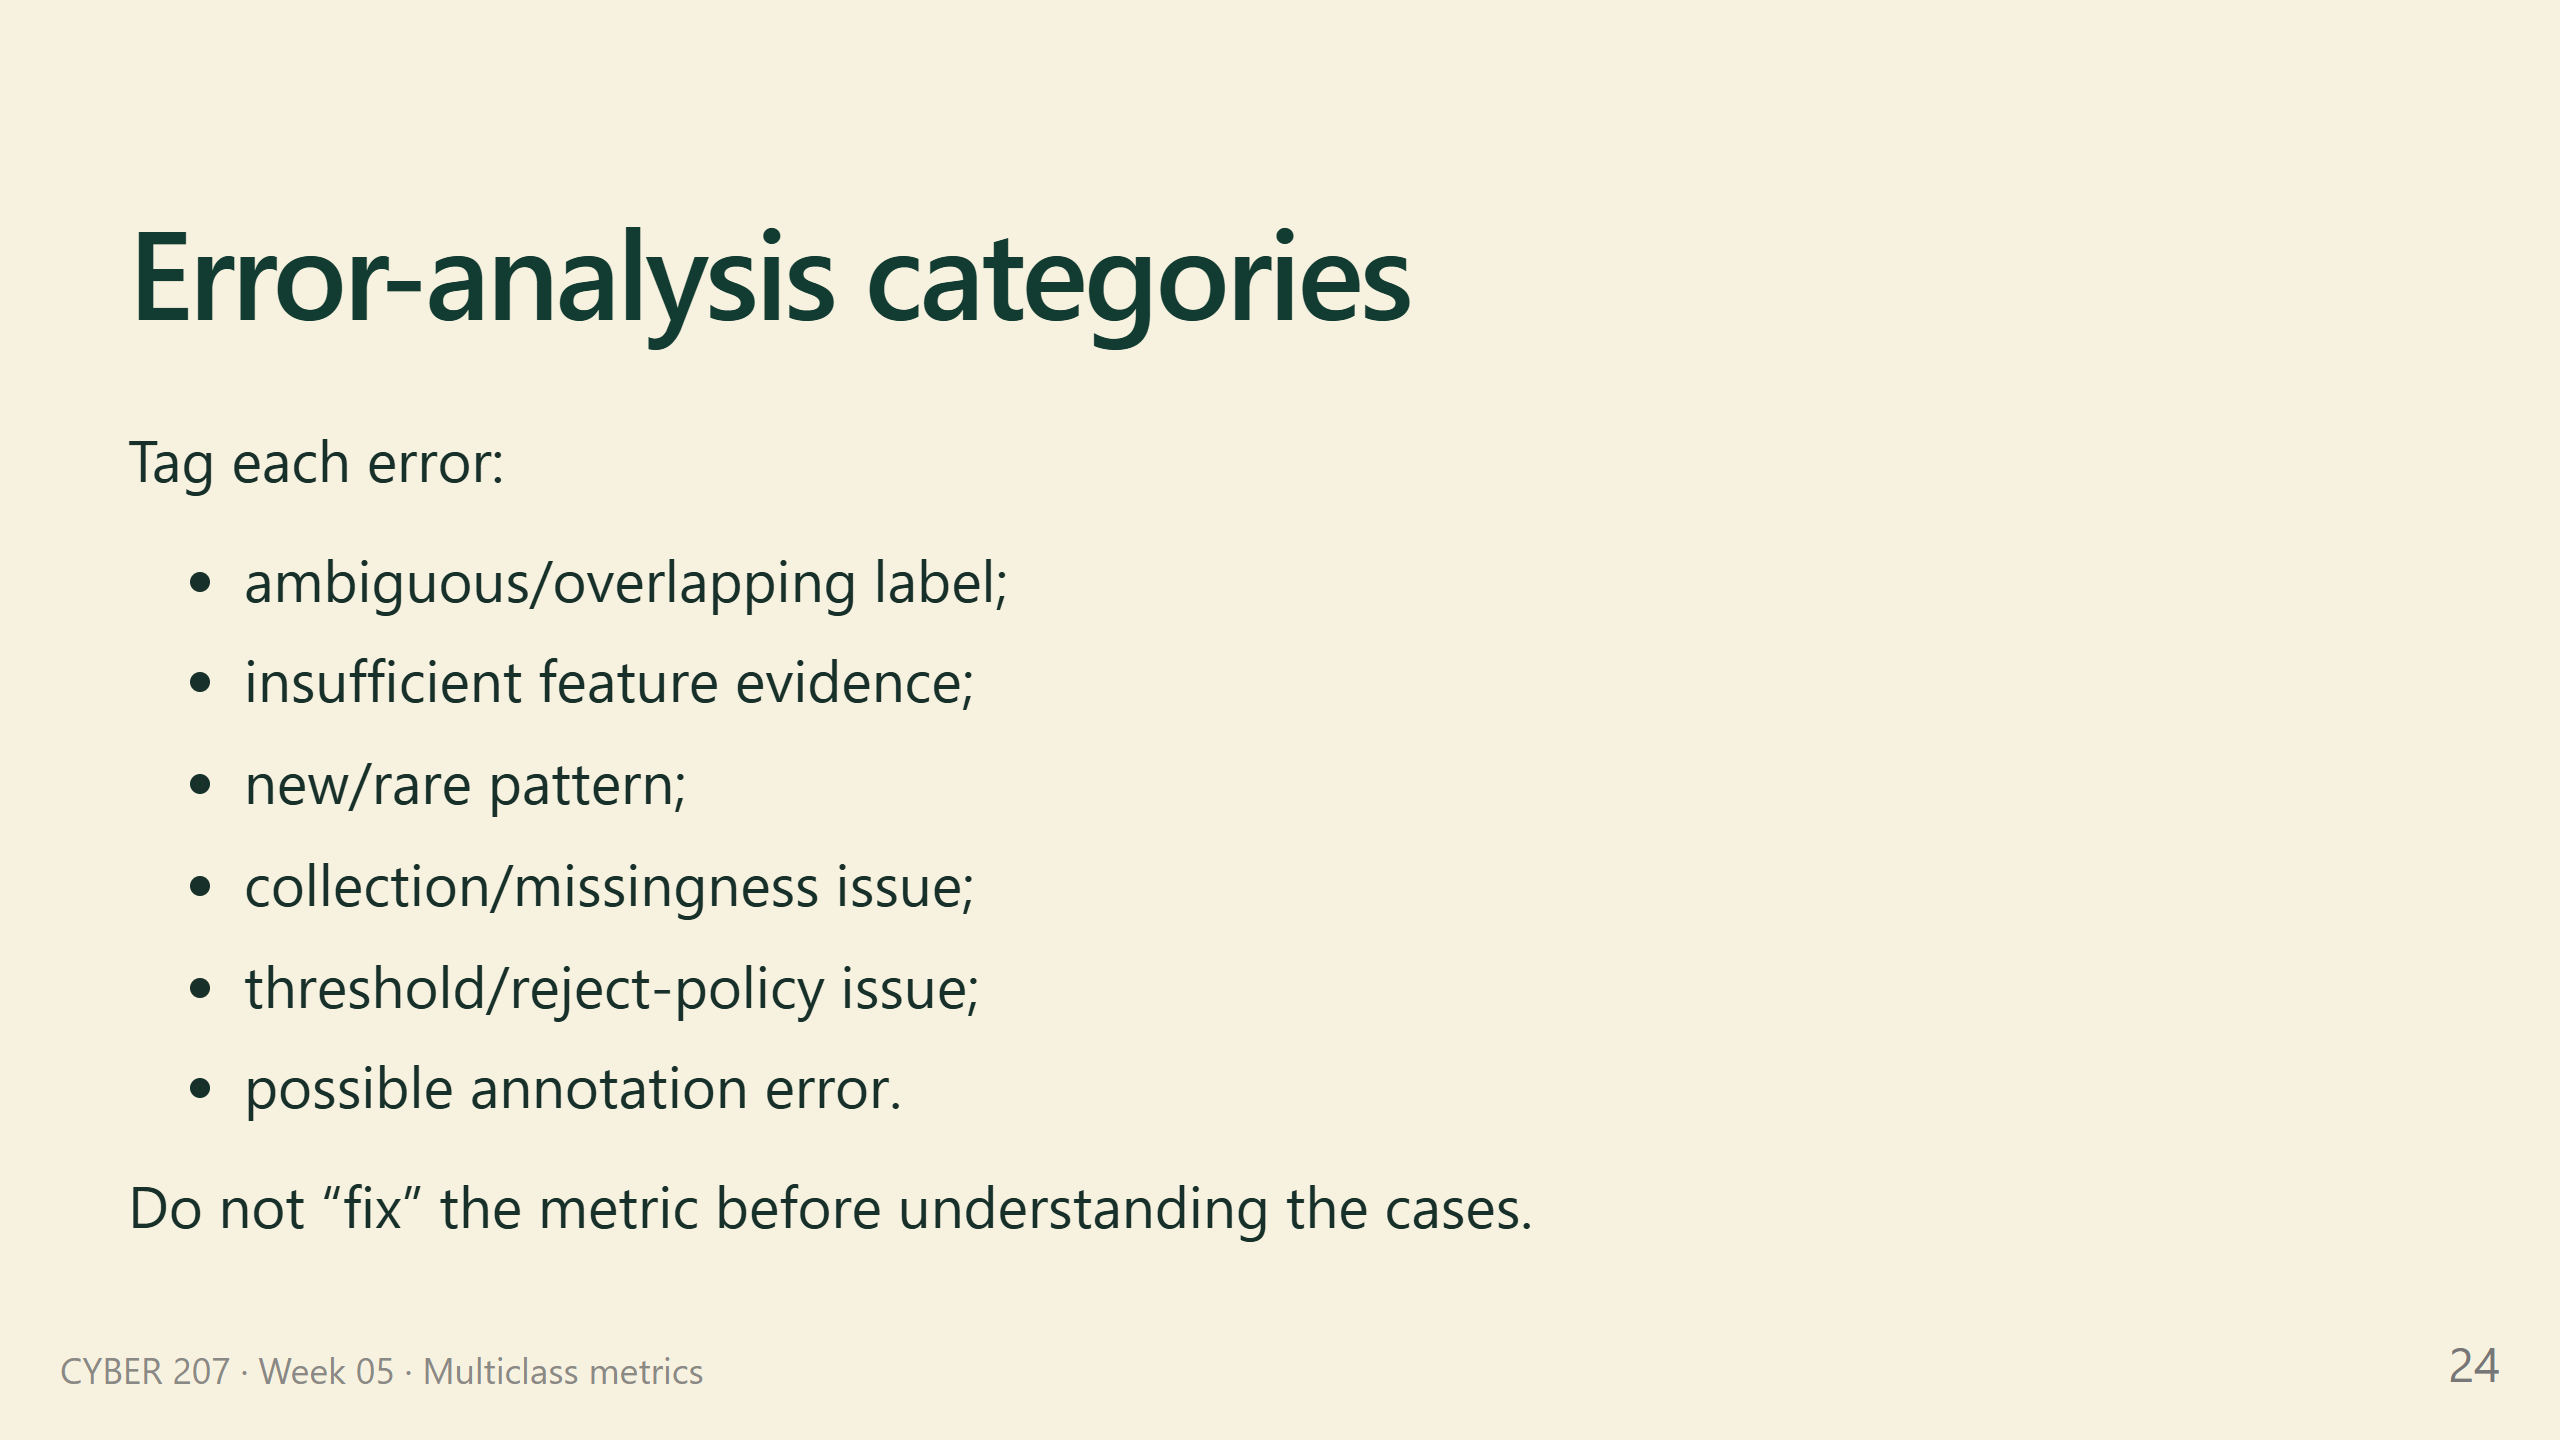 Error-analysis categories
Tag each error:
• ambiguous/overlapping label;
• insufficient feature evidence;
• new/rare pattern;
• collection/missingness issue;
• threshold/reject-policy issue;
• possible annotation error.
Do not “fix” the metric before understanding the cases.
CYBER 207 · Week 05 · Multiclass metrics
24